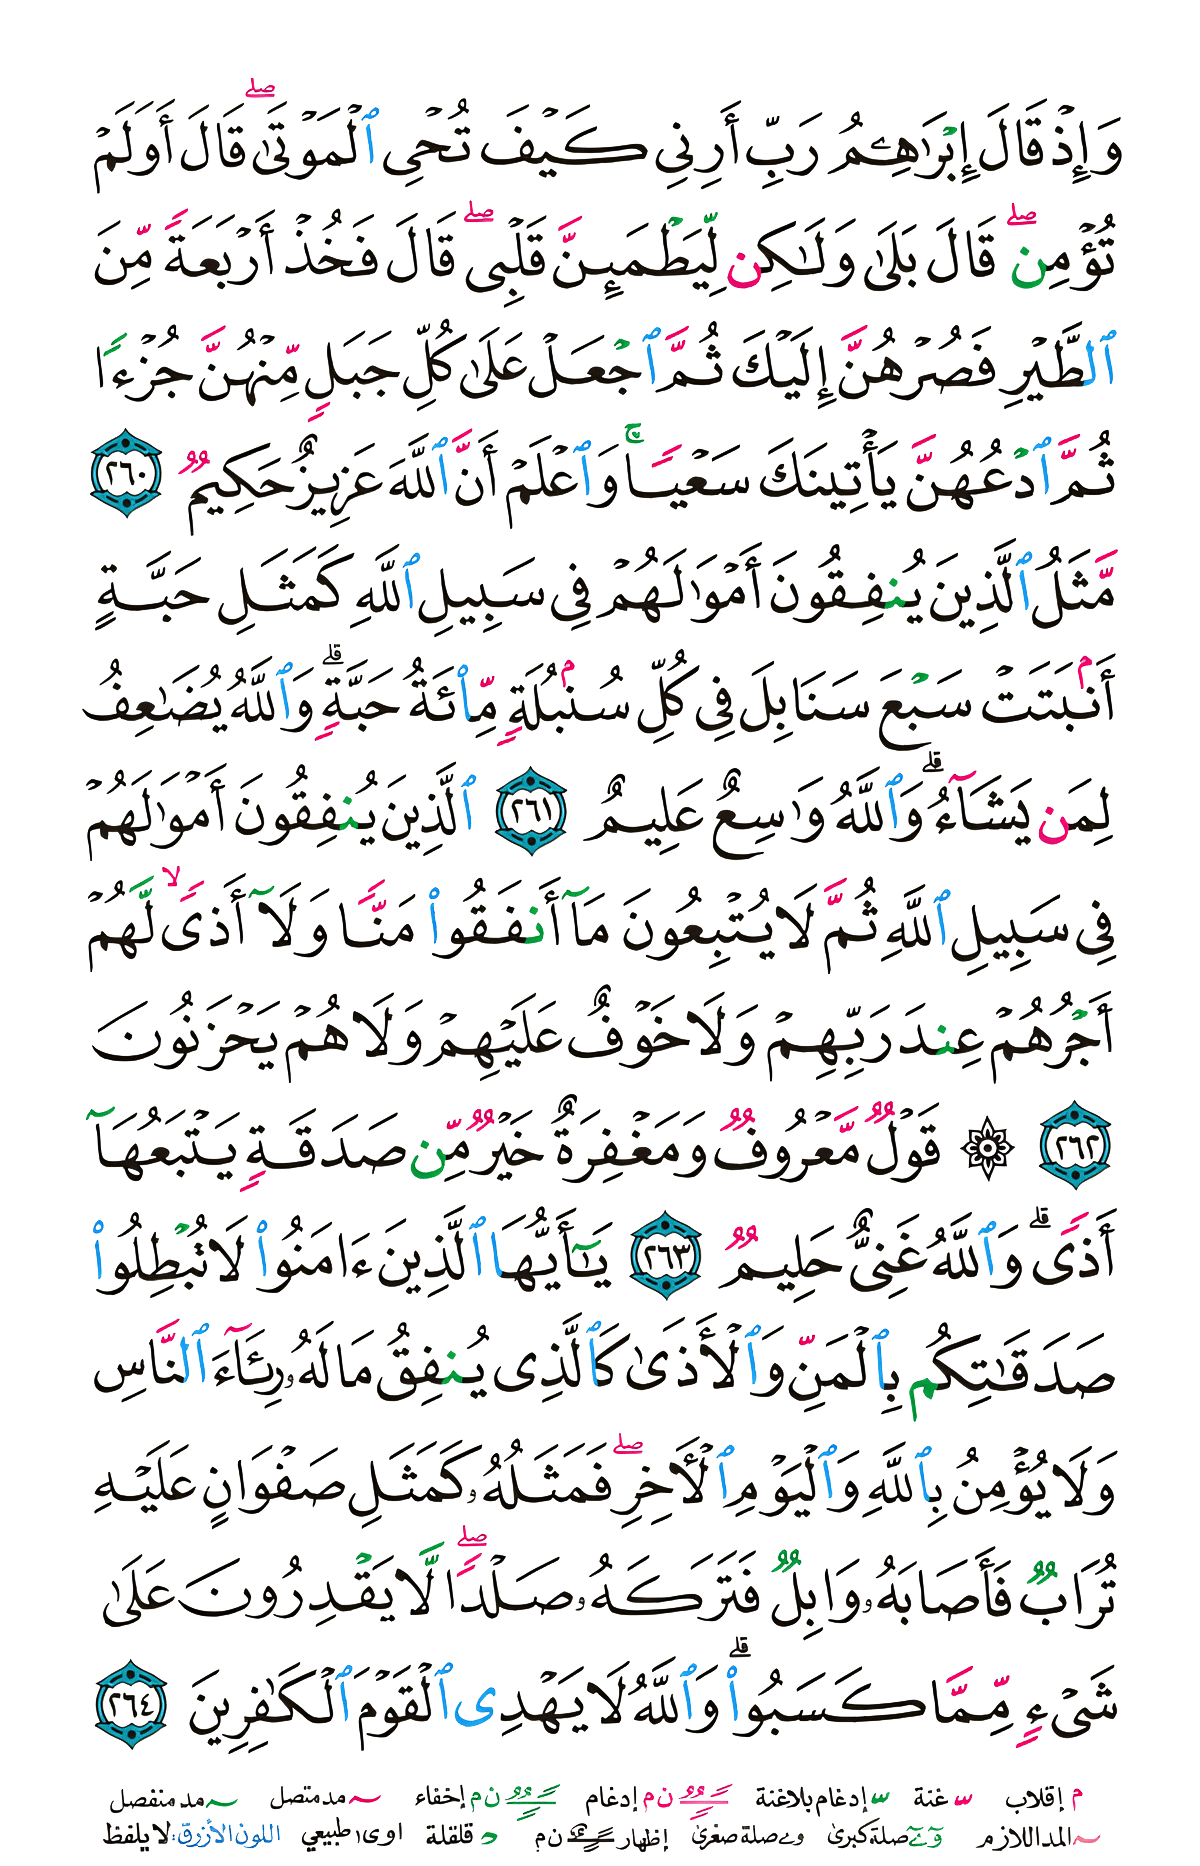 وَإِذْ قَالَ إِبْرَٰهِـۧمُ رَبِّ أَرِنِى كَيْفَ تُحْىِ ٱلْمَوْتَىٰ ۖ قَالَ أَوَلَمْ
تُؤْمِن ۖ قَالَ بَلَىٰ وَلَـٰكِن لِّيَطْمَئِنَّ قَلْبِى ۖ قَالَ فَخُذْ أَرْبَعَةً مِّنَ
ٱلطَّيْرِ فَصُرْهُنَّ إِلَيْكَ ثُمَّ ٱجْعَلْ عَلَىٰ كُلِّ جَبَلٍ مِّنْهُنَّ جُزْءًا
ثُمَّ ٱدْعُهُنَّ يَأْتِينَكَ سَعْيًا ۚ وَٱعْلَمْ أَنَّ ٱللَّهَ عَزِيزٌ حَكِيمٌ ٢٦٠
مَّثَلُ ٱلَّذِينَ يُنفِقُونَ أَمْوَٰلَهُمْ فِى سَبِيلِ ٱللَّهِ كَمَثَلِ حَبَّةٍ
أَنۢبَتَتْ سَبْعَ سَنَابِلَ فِى كُلِّ سُنۢبُلَةٍ مِّا۟ئَةُ حَبَّةٍ ۗ وَٱللَّهُ يُضَـٰعِفُ
لِمَن يَشَآءُ ۗ وَٱللَّهُ وَٰسِعٌ عَلِيمٌ ٢٦١ ٱلَّذِينَ يُنفِقُونَ أَمْوَٰلَهُمْ
فِى سَبِيلِ ٱللَّهِ ثُمَّ لَا يُتْبِعُونَ مَآ أَنفَقُوا۟ مَنًّا وَلَآ أَذًى ۙ لَّهُمْ
أَجْرُهُمْ عِندَ رَبِّهِمْ وَلَا خَوْفٌ عَلَيْهِمْ وَلَا هُمْ يَحْزَنُونَ
٢٦٢ ۞ قَوْلٌ مَّعْرُوفٌ وَمَغْفِرَةٌ خَيْرٌ مِّن صَدَقَةٍ يَتْبَعُهَآ
أَذًى ۗ وَٱللَّهُ غَنِىٌّ حَلِيمٌ ٢٦٣ يَـٰٓأَيُّهَا ٱلَّذِينَ ءَامَنُوا۟ لَا تُبْطِلُوا۟
صَدَقَـٰتِكُم بِٱلْمَنِّ وَٱلْأَذَىٰ كَٱلَّذِى يُنفِقُ مَالَهُۥ رِئَآءَ ٱلنَّاسِ
وَلَا يُؤْمِنُ بِٱللَّهِ وَٱلْيَوْمِ ٱلْـَٔاخِرِ ۖ فَمَثَلُهُۥ كَمَثَلِ صَفْوَانٍ عَلَيْهِ
تُرَابٌ فَأَصَابَهُۥ وَابِلٌ فَتَرَكَهُۥ صَلْدًا ۖ لَّا يَقْدِرُونَ عَلَىٰ
شَىْءٍ مِّمَّا كَسَبُوا۟ ۗ وَٱللَّهُ لَا يَهْدِى ٱلْقَوْمَ ٱلْكَـٰفِرِينَ ٢٦٤
م إقلاب ّ غنة ّ إدغام بلا غنة ن م إدغام ن م إخفاء ~ مد متصل ~ مد منفصل
~ المد اللازم و ے صلة كبرى و ے صلة صغرى إظهار ن م قلقلة ا و ى طبيعي اللون الأزرق: لا يلفظ